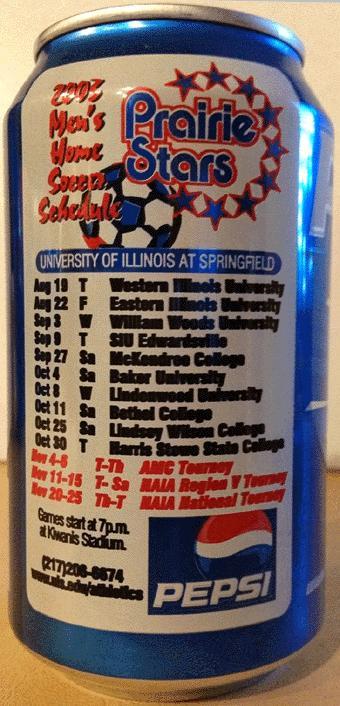 2003
Men's
Home
Soccer
Schedule
Prairie
Stars
UNIVERSITY OF ILLINOIS AT SPRINGFIELD
Aug 19 T Western Illinois University
Aug 22 F Eastern Illinois University
Sep 3 W William Woods University
Sep 9 T SIU Edwardsville
Sep 27 Sa McKendree College
Oct 4 Sa Baker University
Oct 8 W Lindenwood University
Oct 11 Sa Bethel College
Oct 25 Sa Lindsey Wilson College
Oct 30 T Harris Stowe State College
Nov 4-8 T-Th AMC Tourney
Nov 11-15 T- Sa NAIA Region V Tourney
Nov 20-25 Th-T NAIA National Tourney
Games start at 7p.m.
at Kiwanis Stadium.
(217)206-6674
www.uis.edu/athletics
PEPSI